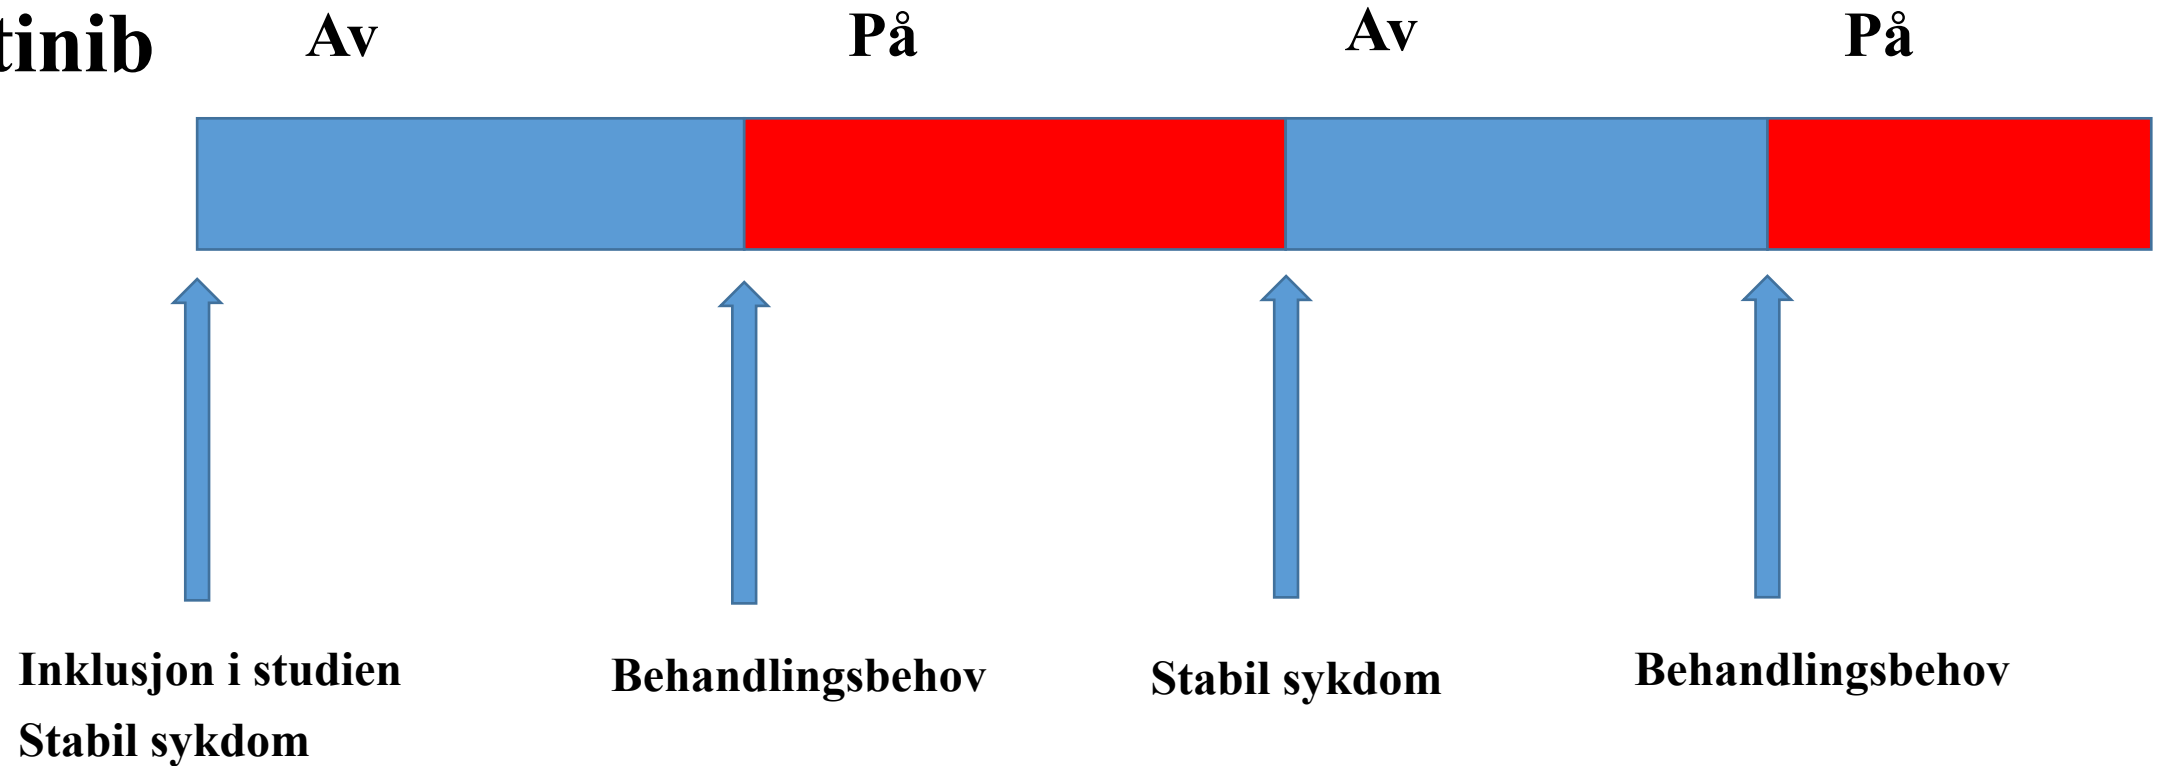 tinib Av På Av På
Inklusjon i studien
Stabil sykdom
Behandlingsbehov
Stabil sykdom
Behandlingsbehov